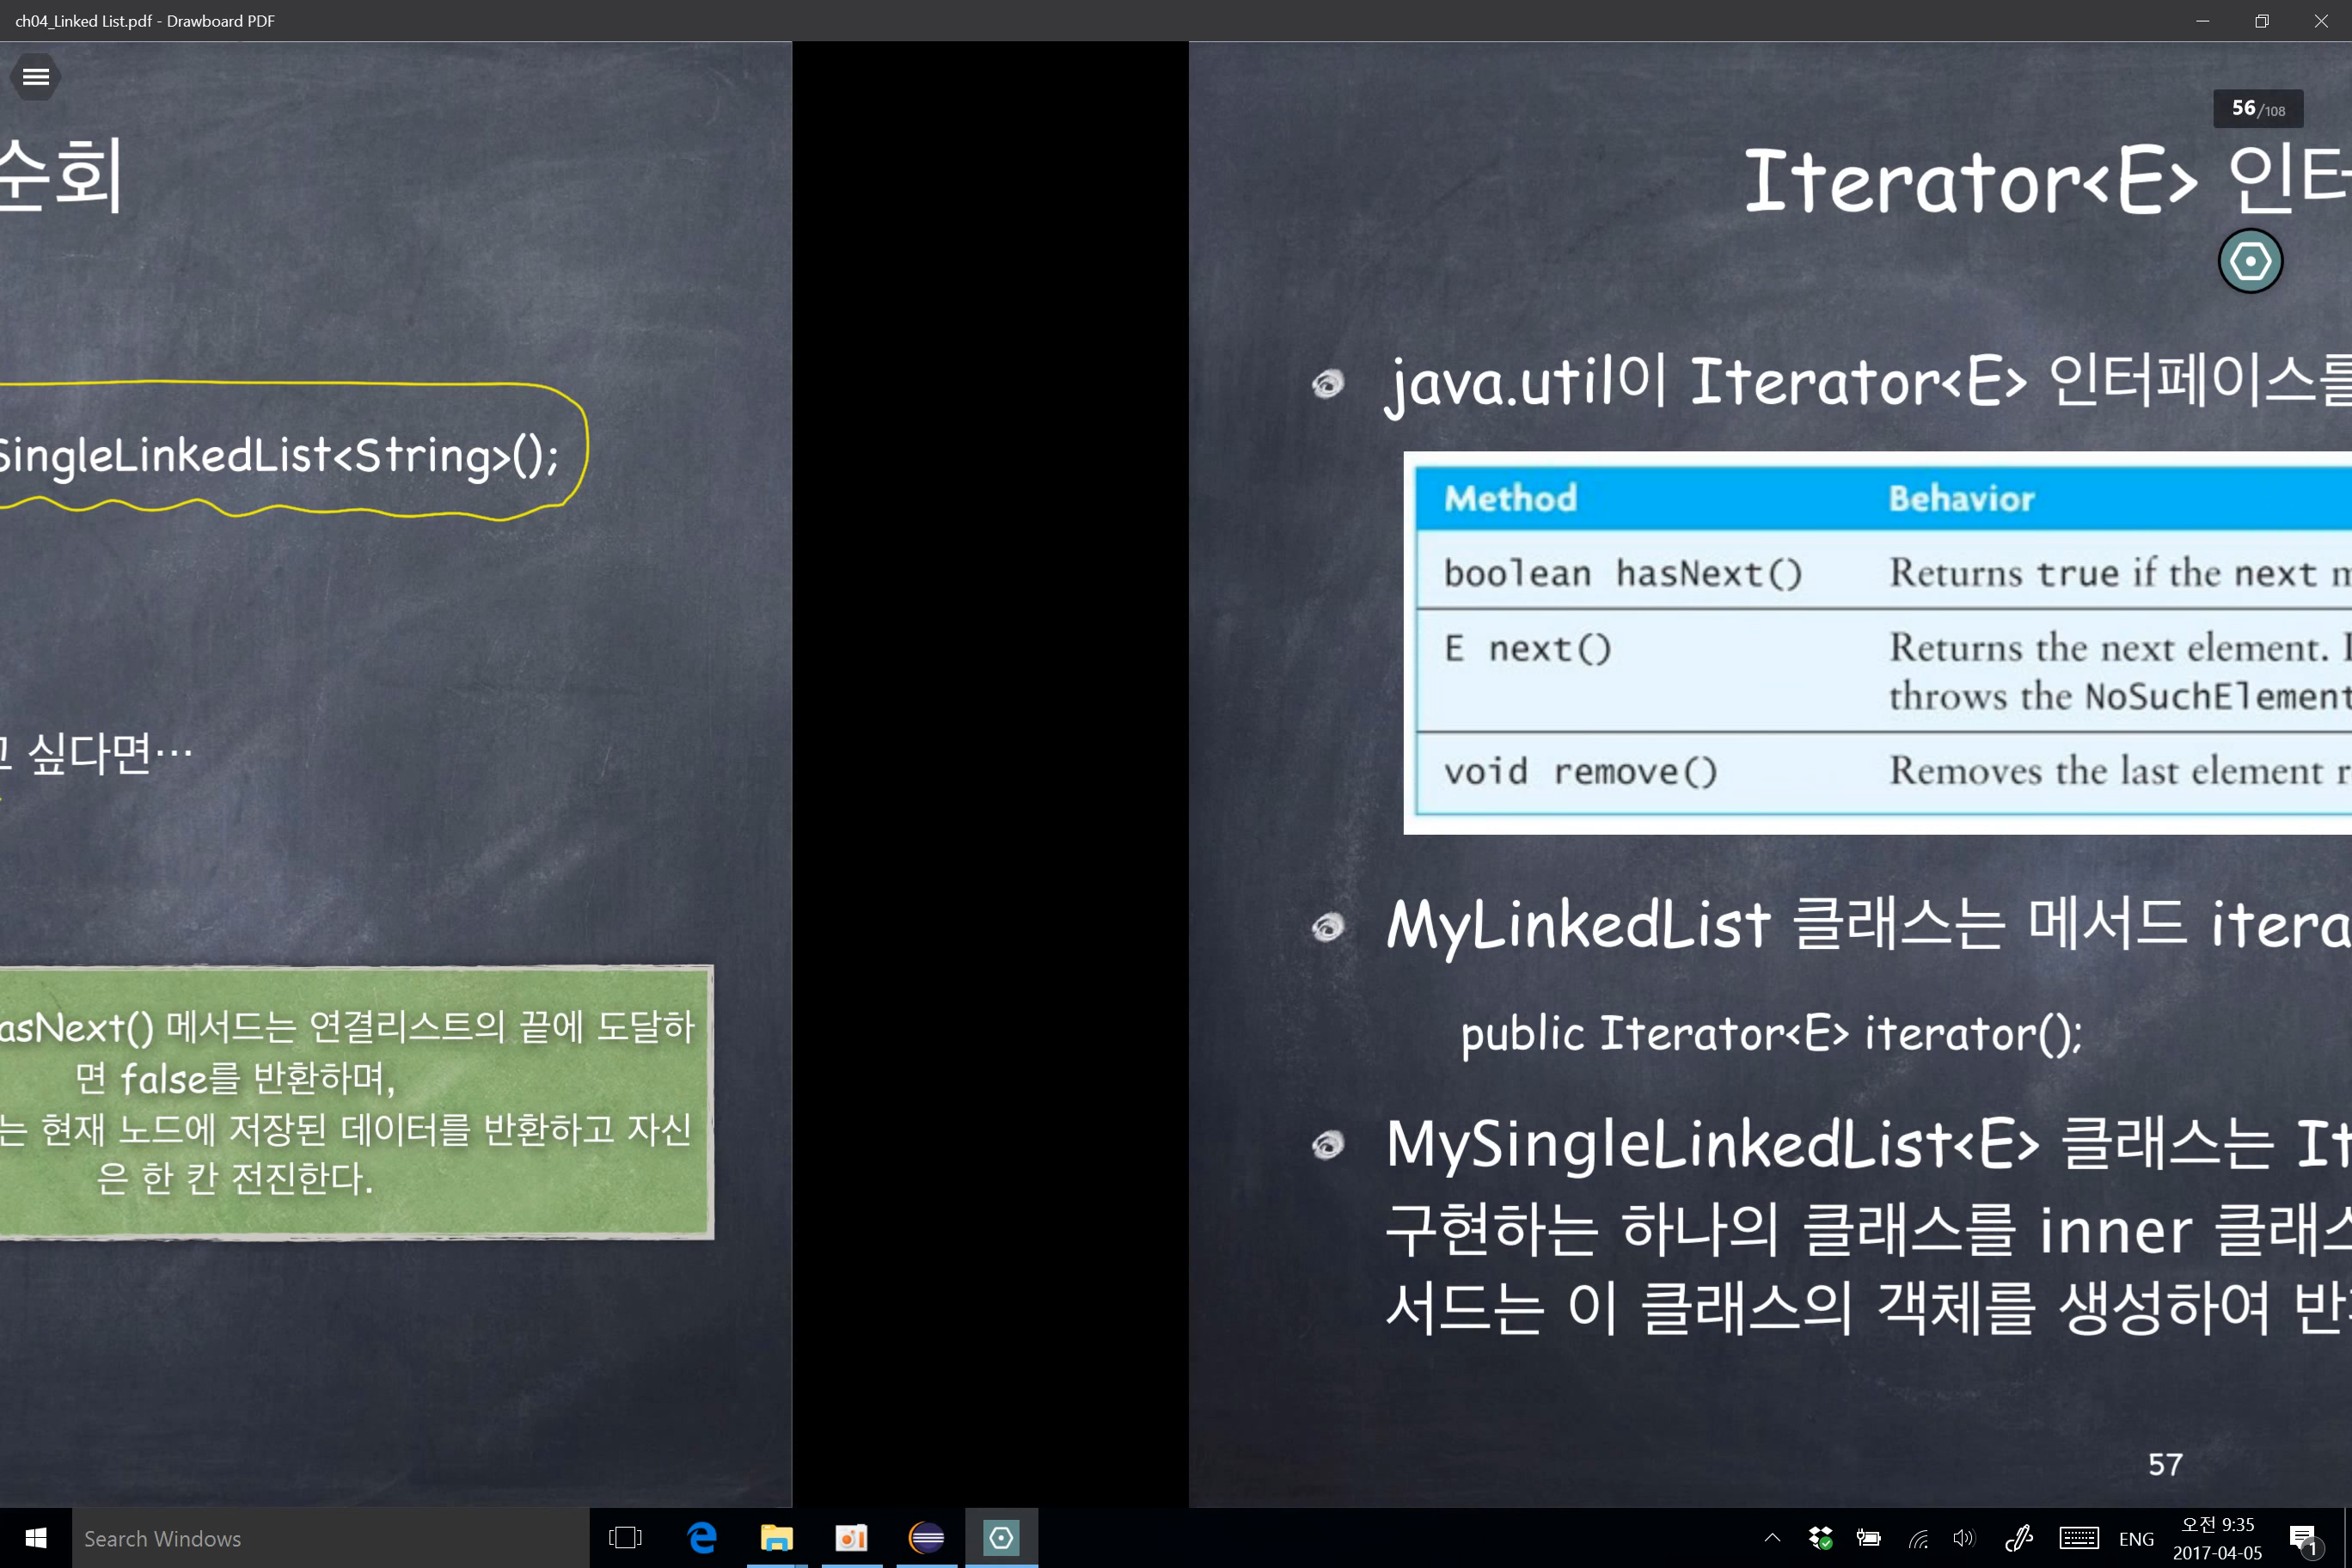 ch04_Linked List.pdf - Drawboard PDF
순회
SingleLinkedList<String>();
고 싶다면…
asNext() 메서드는 연결리스트의 끝에 도달하
면 false를 반환하며,
는 현재 노드에 저장된 데이터를 반환하고 자신
은 한 칸 전진한다.
56/108
Iterator<E> 인터
java.util이 Iterator<E> 인터페이스를
Method Behavior
boolean hasNext() Returns true if the next m
E next() Returns the next element. I
throws the NoSuchElement
void remove() Removes the last element r
MyLinkedList 클래스는 메서드 itera
public Iterator<E> iterator();
MySingleLinkedList<E> 클래스는 It
구현하는 하나의 클래스를 inner 클래스
서드는 이 클래스의 객체를 생성하여 반
57
Search Windows
ENG
오전 9:35
2017-04-05
1